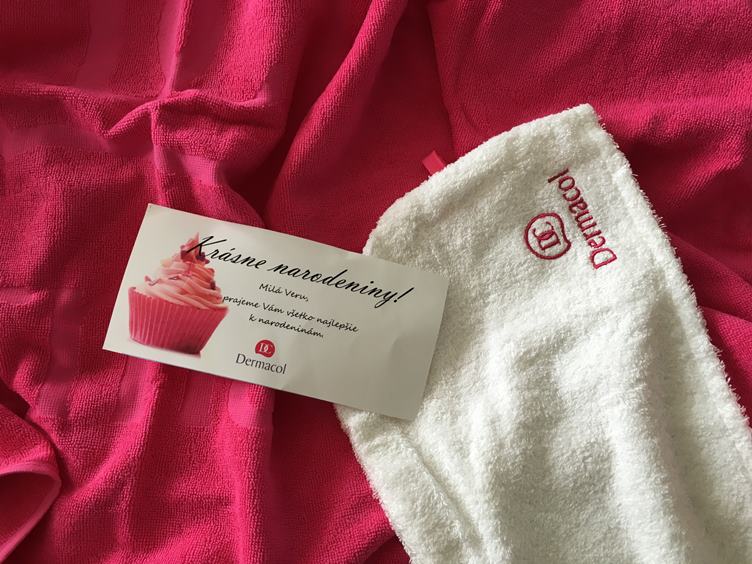 Krásne narodeniny!
Milá Veru,
prajeme Vám všetko najlepšie
k narodeninám.
DC
Dermacol
DC
Dermacol